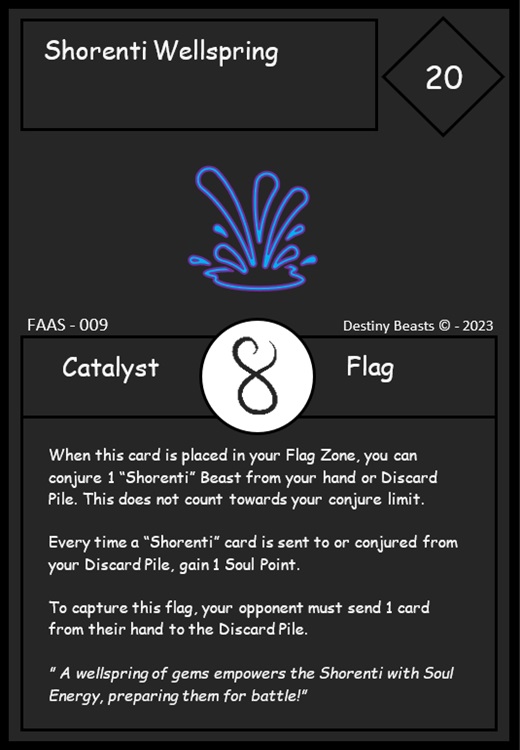 Shorenti Wellspring
20
FAAS - 009
Destiny Beasts © - 2023
Catalyst
8
Flag
When this card is placed in your Flag Zone, you can
conjure 1 “Shorenti” Beast from your hand or Discard
Pile. This does not count towards your conjure limit.
Every time a “Shorenti” card is sent to or conjured from
your Discard Pile, gain 1 Soul Point.
To capture this flag, your opponent must send 1 card
from their hand to the Discard Pile.
” A wellspring of gems empowers the Shorenti with Soul
Energy, preparing them for battle!”